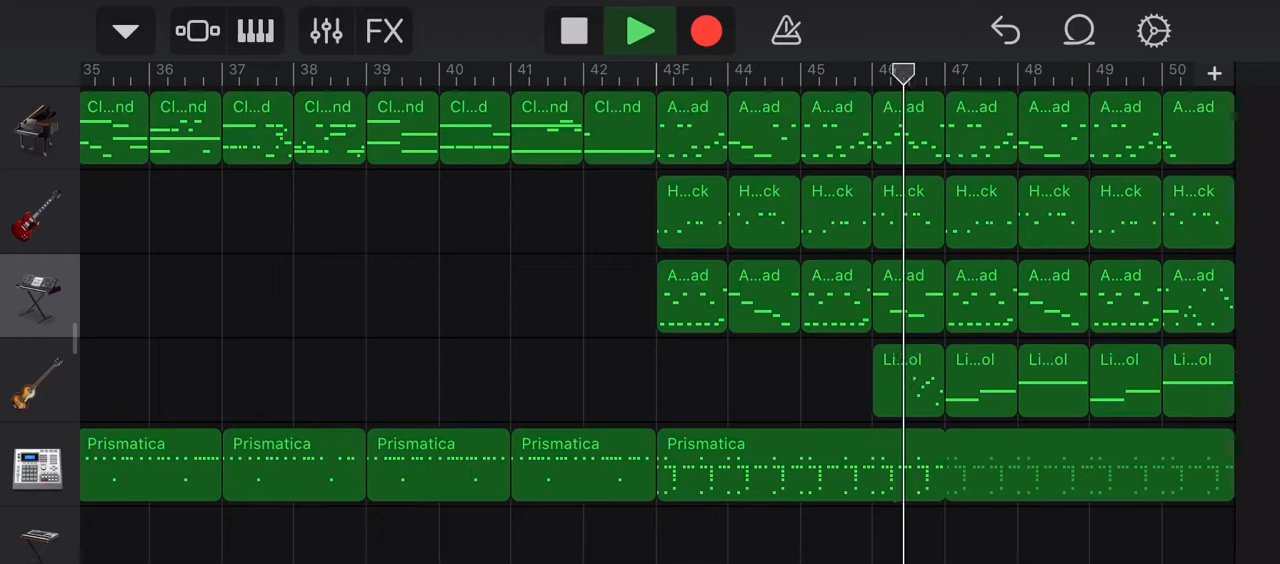 FX
35 36 37 38 39 40 41 42 43F 44 45 46 47 48 49 50 +
Cl...nd Cl...nd Cl...d Cl...nd Cl...nd Cl...d Cl...nd Cl...nd A...ad A...ad A...ad A...ad A...ad A...ad A...ad A...ad
H...ck H...ck H...ck H...ck H...ck H...ck H...ck H...ck
A...ad A...ad A...ad A...ad A...ad A...ad A...ad A...ad
Li...ol Li...ol Li...ol Li...ol Li...ol
Prismatica Prismatica Prismatica Prismatica Prismatica